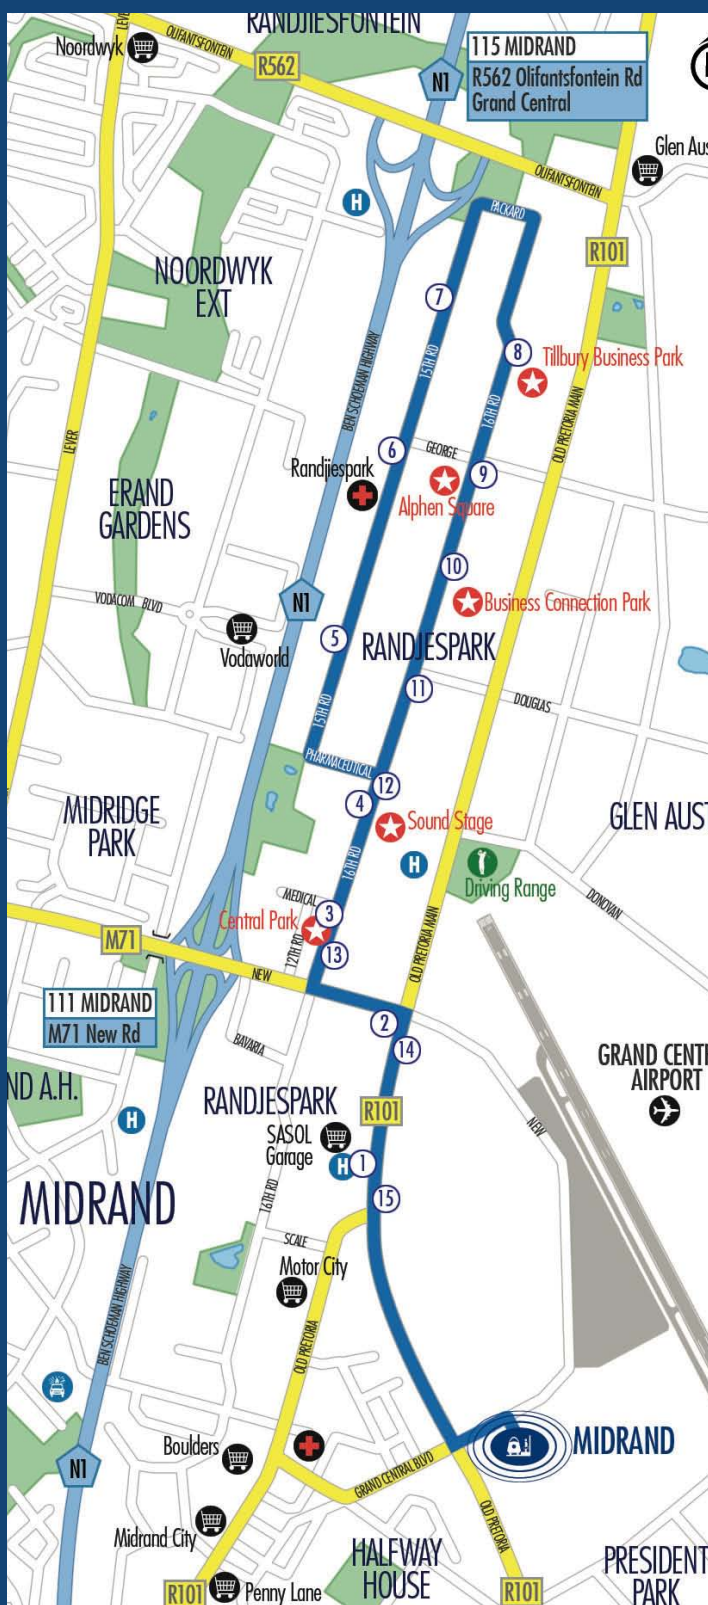 RANDJIESFONTEIN
LEVER
OLIFANTSFONTEIN
Noordwyk
R562
N1
115 MIDRAND
R562 Olifantsfontein Rd
Grand Central
Glen Aus
OLIFANTSFONTEIN
H
PACKARD
R101
NOORDWYK
EXT
7
8
Tillbury Business Park
BEN SCHOEMAN HIGHWAY
15TH RD
16TH RD
OLD PRETORIA MAIN
LEVER
6
GEORGE
9
Randjiespark
Alphen Square
ERAND
GARDENS
10
N1
VODACOM BLVD
Business Connection Park
Vodaworld
5
RANDJESPARK
11
DOUGLAS
15TH RD
PHARMACEUTICAL
12
4
MIDRIDGE
PARK
Sound Stage
GLEN AUST
16TH RD
H
Driving Range
MEDICAL
3
DONOVAN
Central Park
12TH RD
13
M71
NEW
OLD PRETORIA MAIN
111 MIDRAND
M71 New Rd
2
14
BAVARIA
GRAND CENT
AIRPORT
ND A.H.
RANDJESPARK
R101
NEW
H
SASOL
Garage
H
1
MIDRAND
16TH RD
15
SCALE
Motor City
BEN SCHOEMAN HIGHWAY
OLD PRETORIA
Boulders
MIDRAND
N1
GRAND CENTRAL BLVD
OLD PRETORIA
Midrand City
HALFWAY
HOUSE
PRESIDENT
PARK
R101
Penny Lane
R101